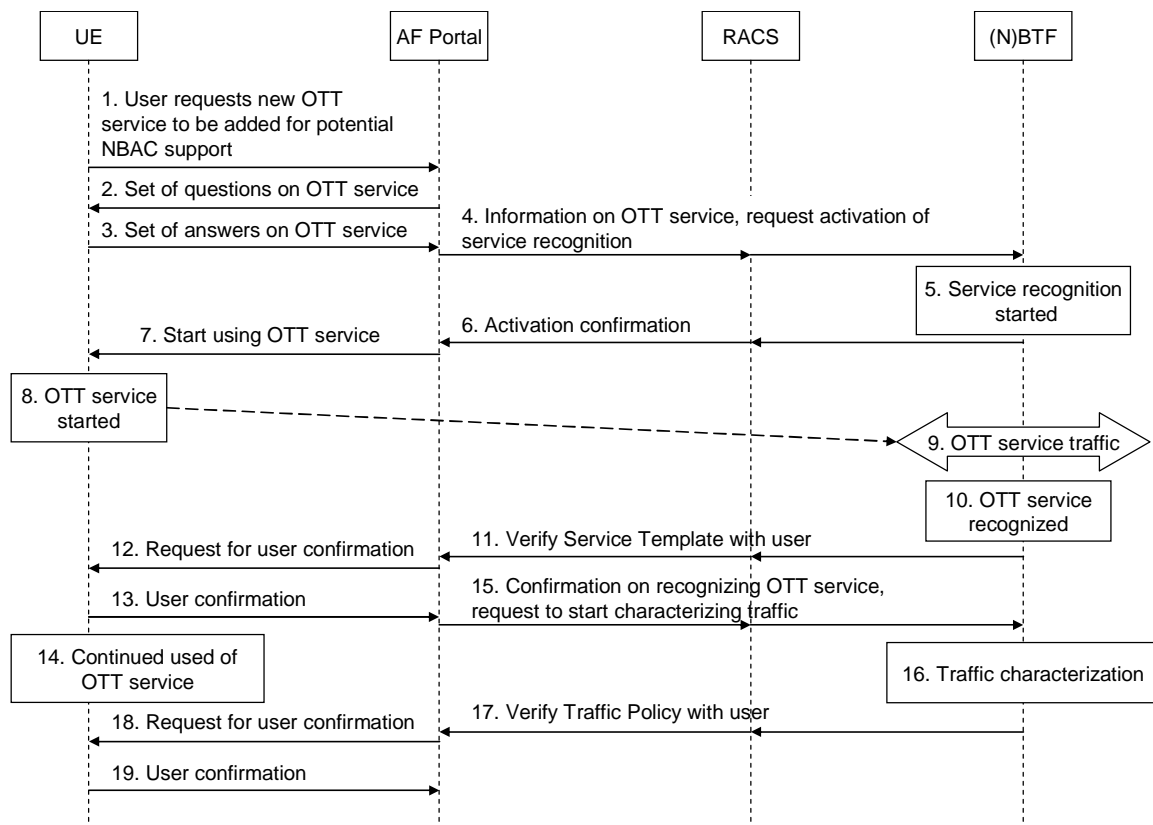 UE
AF Portal
RACS
(N)BTF
1. User requests new OTT
service to be added for potential
NBAC support
2. Set of questions on OTT service
3. Set of answers on OTT service
4. Information on OTT service, request activation of
service recognition
5. Service recognition
started
6. Activation confirmation
7. Start using OTT service
8. OTT service
started
9. OTT service traffic
10. OTT service
recognized
11. Verify Service Template with user
12. Request for user confirmation
13. User confirmation
15. Confirmation on recognizing OTT service,
request to start characterizing traffic
14. Continued used of
OTT service
16. Traffic characterization
17. Verify Traffic Policy with user
18. Request for user confirmation
19. User confirmation